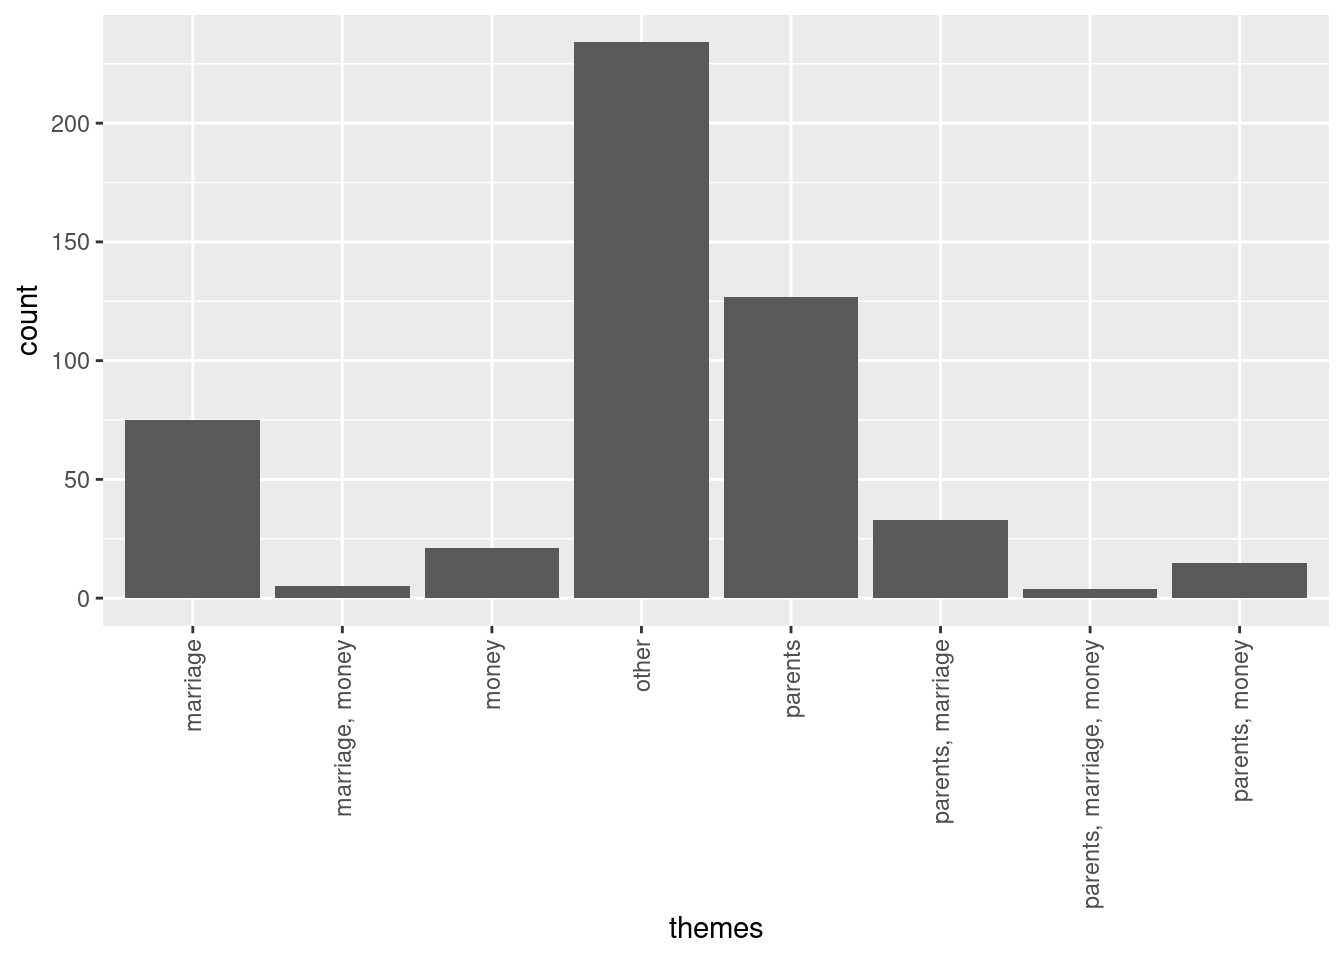 count
200
150
100
50
0
marriage
marriage, money
money
other
parents
parents, marriage
parents, marriage, money
parents, money
themes